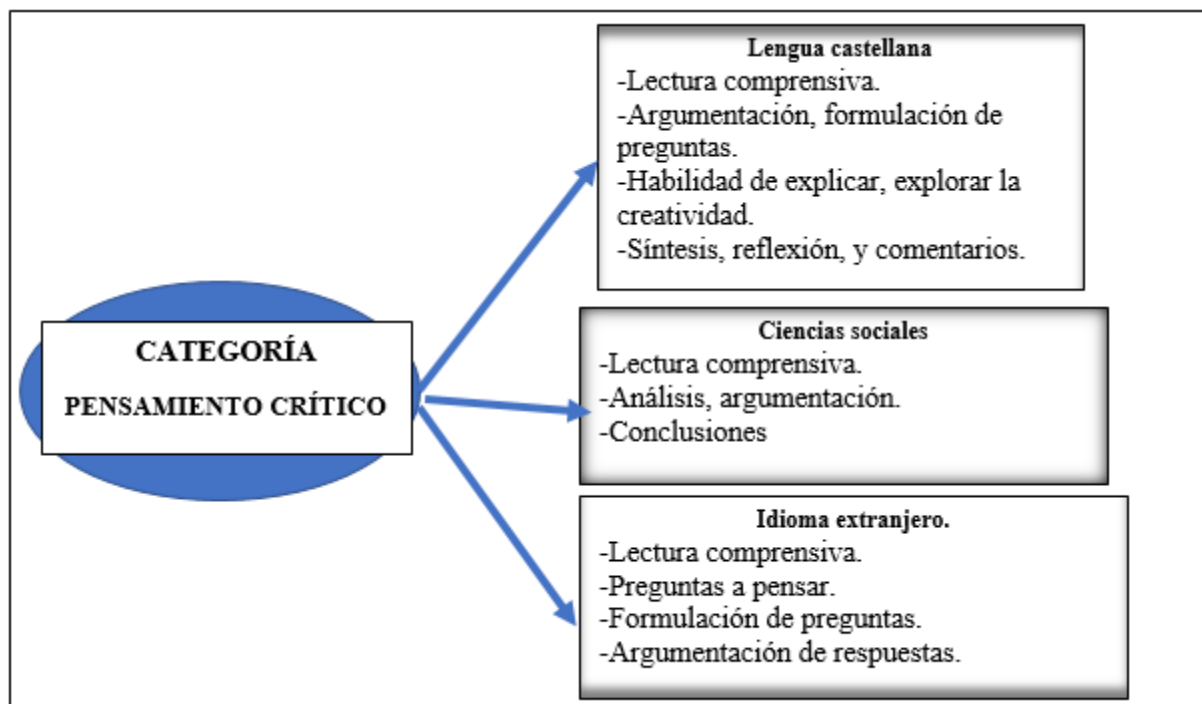 Lengua castellana
-Lectura comprensiva.
-Argumentación, formulación de
preguntas.
-Habilidad de explicar, explorar la
creatividad.
-Síntesis, reflexión, y comentarios.
CATEGORÍA
PENSAMIENTO CRÍTICO
Ciencias sociales
-Lectura comprensiva.
-Análisis, argumentación.
-Conclusiones
Idioma extranjero.
-Lectura comprensiva.
-Preguntas a pensar.
-Formulación de preguntas.
-Argumentación de respuestas.